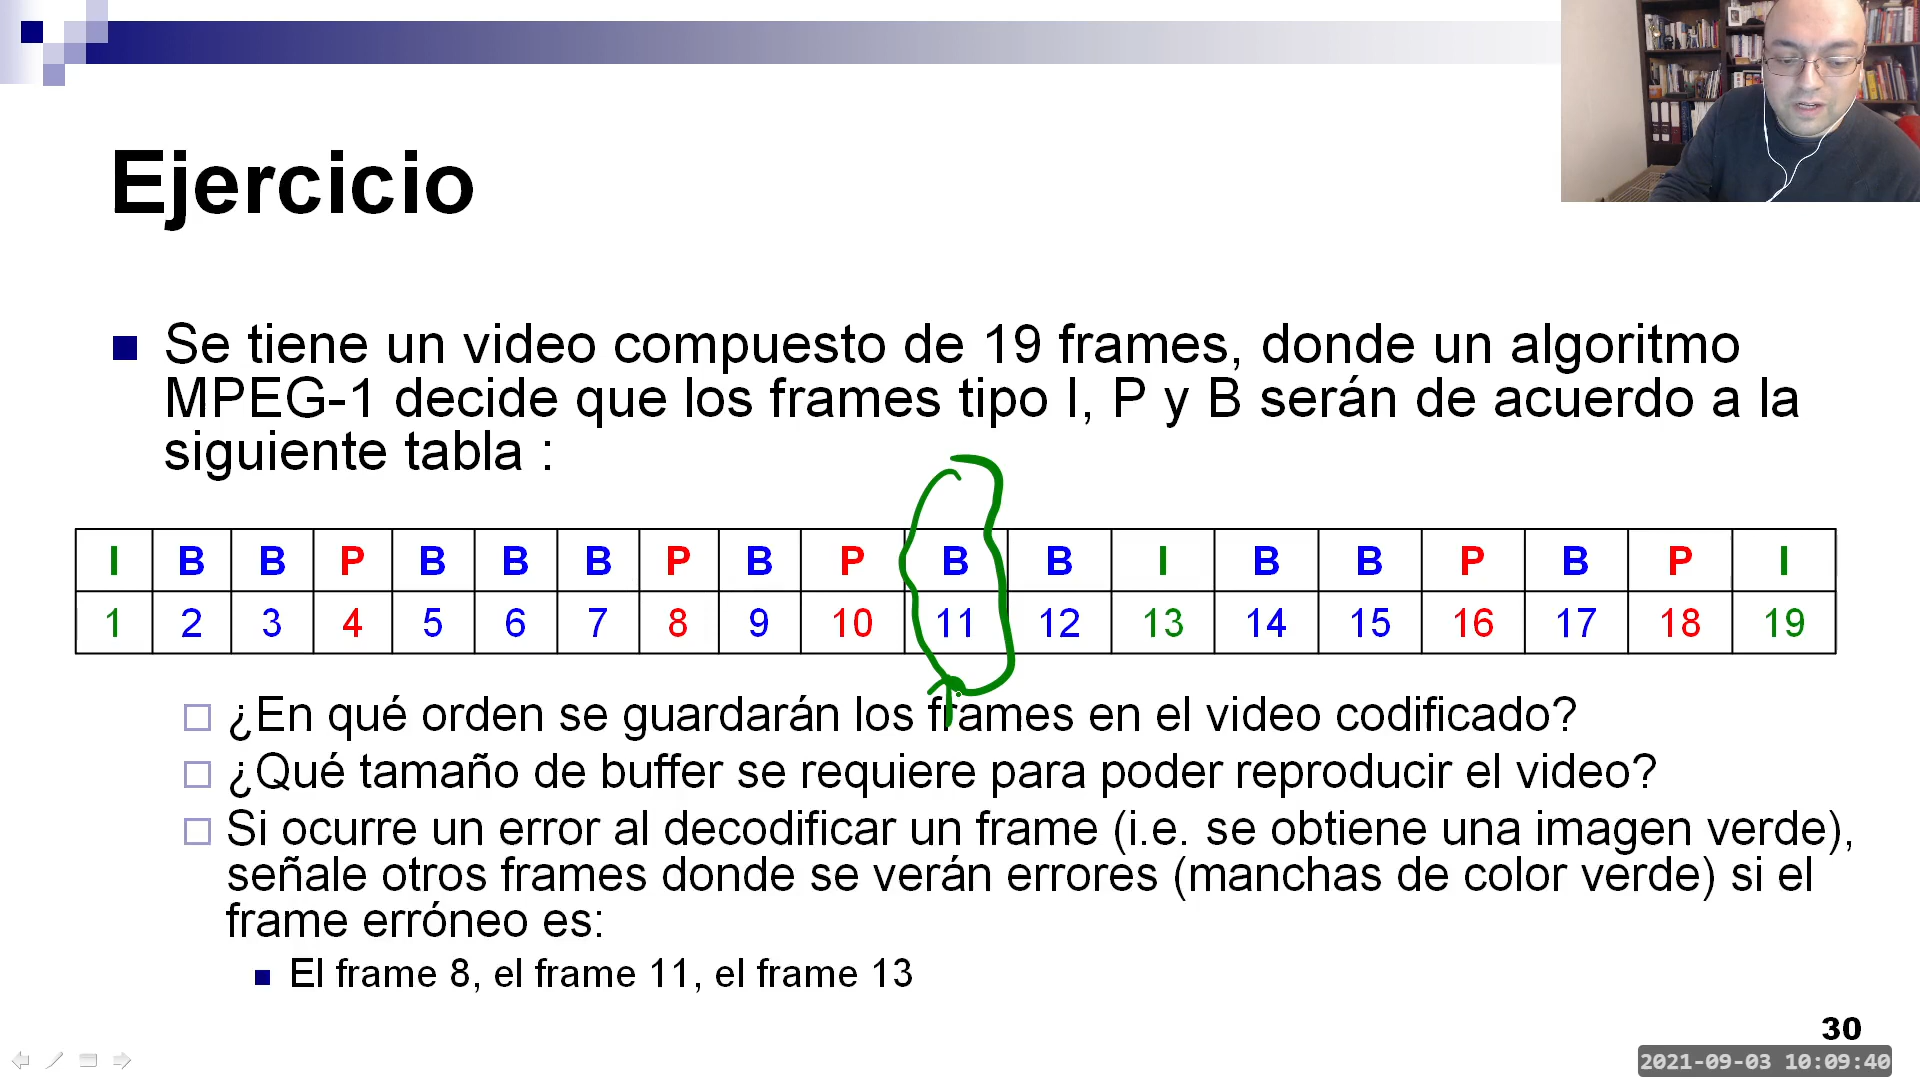 Ejercicio
Se tiene un video compuesto de 19 frames, donde un algoritmo
MPEG-1 decide que los frames tipo I, P y B serán de acuerdo a la
siguiente tabla :
I B B P B B B P B P B B I B B P B P I
1 2 3 4 5 6 7 8 9 10 11 12 13 14 15 16 17 18 19
¿En qué orden se guardarán los frames en el video codificado?
¿Qué tamaño de buffer se requiere para poder reproducir el video?
Si ocurre un error al decodificar un frame (i.e. se obtiene una imagen verde),
señale otros frames donde se verán errores (manchas de color verde) si el
frame erróneo es:
El frame 8, el frame 11, el frame 13
30
2021-09-03 10:09:40